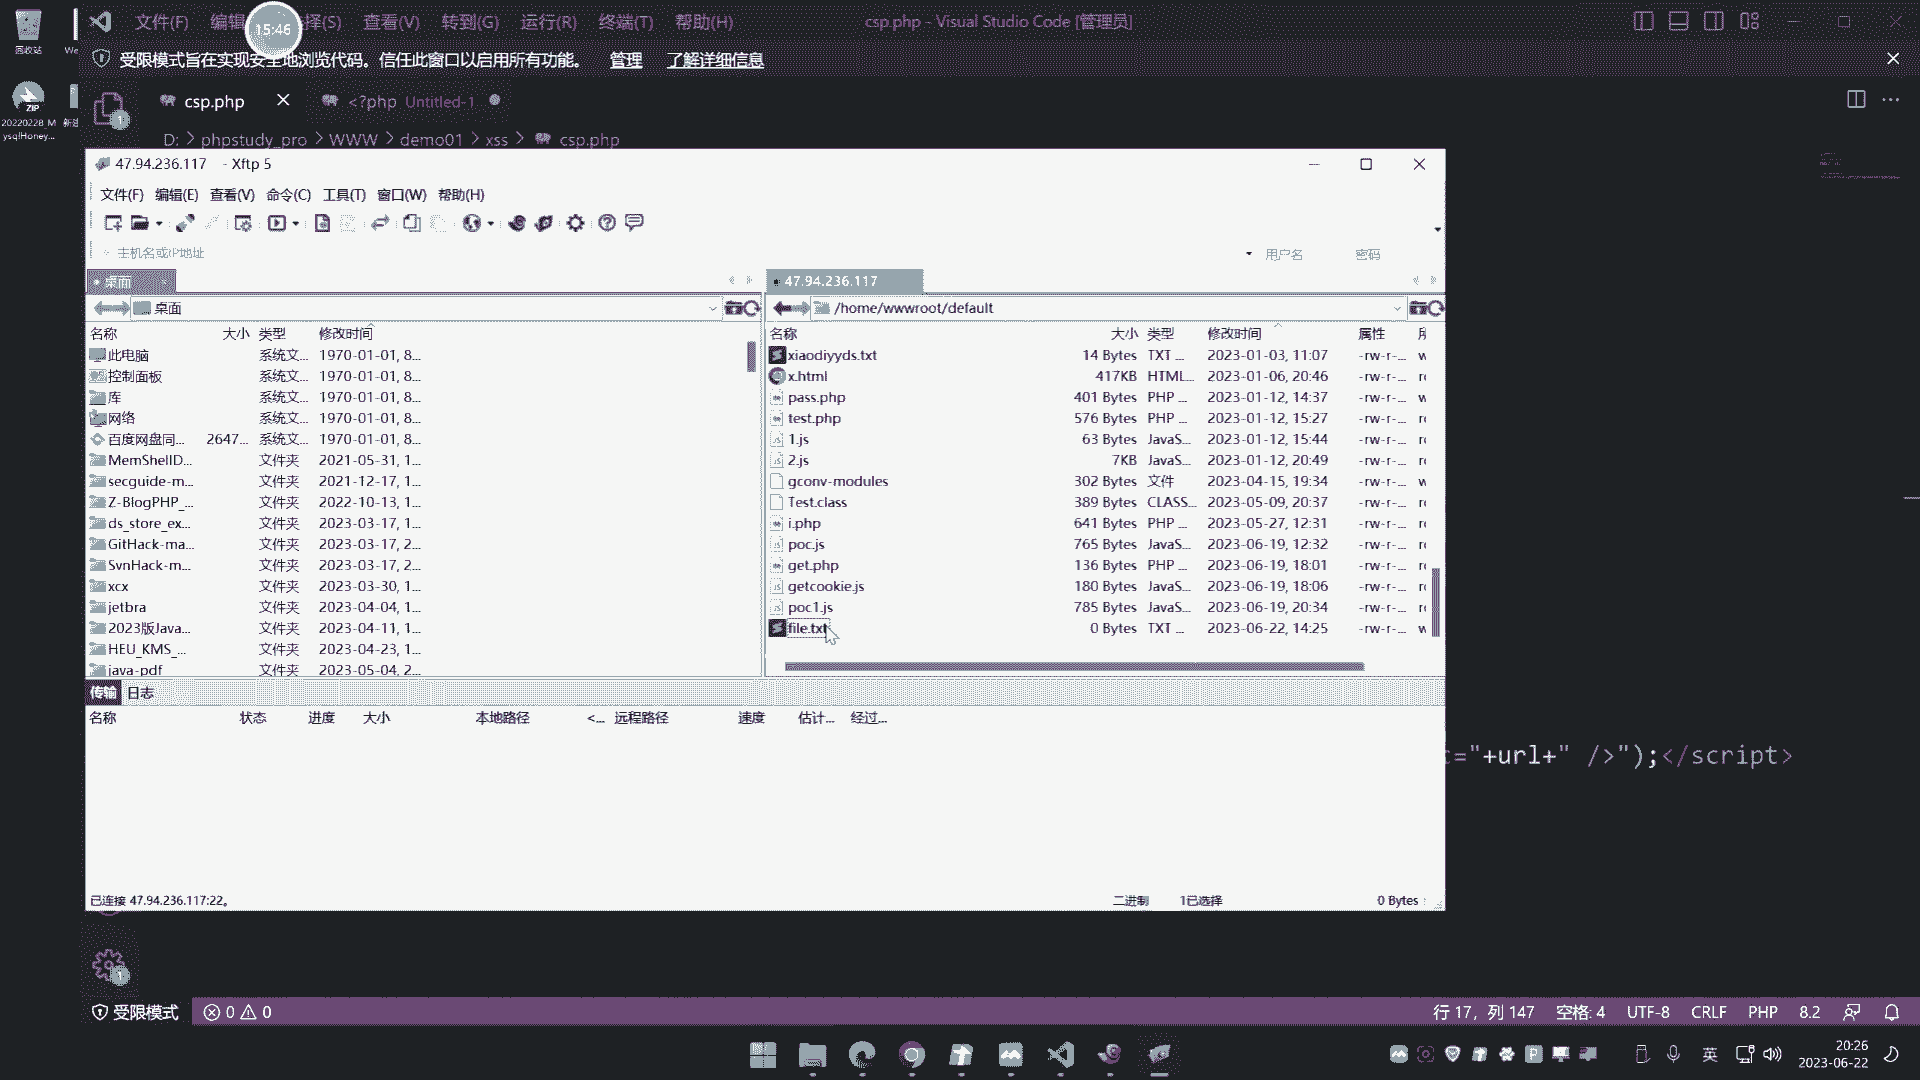 文件(F) 编辑 择(S) 查看(V) 转到(G) 运行(R) 终端(T) 帮助(H) csp.php - Visual Studio Code [管理员]
15:46
回收站
受限模式旨在实现安全地浏览代码。信任此窗口以启用所有功能。 管理 了解详细信息
ZIP
20220228_M
ysqlHoney...
1
csp.php
<?php Untitled-1
D: > phpstudy_pro > WWW > demo01 > xss > csp.php
47.94.236.117 - Xftp 5
文件(F) 编辑(E) 查看(V) 命令(C) 工具(T) 窗口(W) 帮助(H)
主机名或IP地址 用户名 密码
桌面
47.94.236.117
桌面
/home/wwwroot/default
名称 大小 类型 修改时间
此电脑 系统文... 1970-01-01, 8...
控制面板 系统文... 1970-01-01, 8...
库 系统文... 1970-01-01, 8...
网络 系统文... 1970-01-01, 8...
百度网盘同... 2647... 系统文... 1970-01-01, 8...
MemShellD... 文件夹 2021-05-31, 1...
secguide-m... 文件夹 2021-12-17, 1...
Z-BlogPHP_... 文件夹 2022-10-13, 1...
ds_store_ex... 文件夹 2023-03-17, 1...
GitHack-ma... 文件夹 2023-03-17, 2...
SvnHack-m... 文件夹 2023-03-17, 2...
xcx 文件夹 2023-03-30, 1...
jetbra 文件夹 2023-04-04, 1...
2023版Java... 文件夹 2023-04-11, 1...
HEU_KMS_... 文件夹 2023-04-23, 1...
java-pdf 文件夹 2023-05-04, 2...
名称 大小 类型 修改时间 属性
xiaodiyyds.txt 14 Bytes TXT ... 2023-01-03, 11:07 -rw-r-... w
x.html 417KB HTML... 2023-01-06, 20:46 -rw-r-...
pass.php 401 Bytes PHP ... 2023-01-12, 14:37 -rw-r-... w
test.php 576 Bytes PHP ... 2023-01-12, 15:27 -rw-r-...
1.js 63 Bytes JavaS... 2023-01-12, 15:44 -rw-r-...
2.js 7KB JavaS... 2023-01-12, 20:49 -rw-r-...
gconv-modules 302 Bytes 文件 2023-04-15, 19:34 -rw-r-... w
Test.class 389 Bytes CLASS... 2023-05-09, 20:37 -rw-r-...
i.php 641 Bytes PHP ... 2023-05-27, 12:31 -rw-r-...
poc.js 765 Bytes JavaS... 2023-06-19, 12:32 -rw-r-...
get.php 136 Bytes PHP ... 2023-06-19, 18:01 -rw-r-...
getcookie.js 180 Bytes JavaS... 2023-06-19, 18:06 -rw-r-...
poc1.js 785 Bytes JavaS... 2023-06-19, 20:34 -rw-r-...
file.txt 0 Bytes TXT ... 2023-06-22, 14:25 -rw-r-... w
传输 日志
名称 状态 进度 大小 本地路径 <... 远程路径 速度 估计... 经过...
="+url+" />");</script>
已连接 47.94.236.117:22。 二进制 1已选择 0 Bytes
1
受限模式 0 0 行 17，列 147 空格: 4 UTF-8 CRLF PHP 8.2
英 20:26
2023-06-22